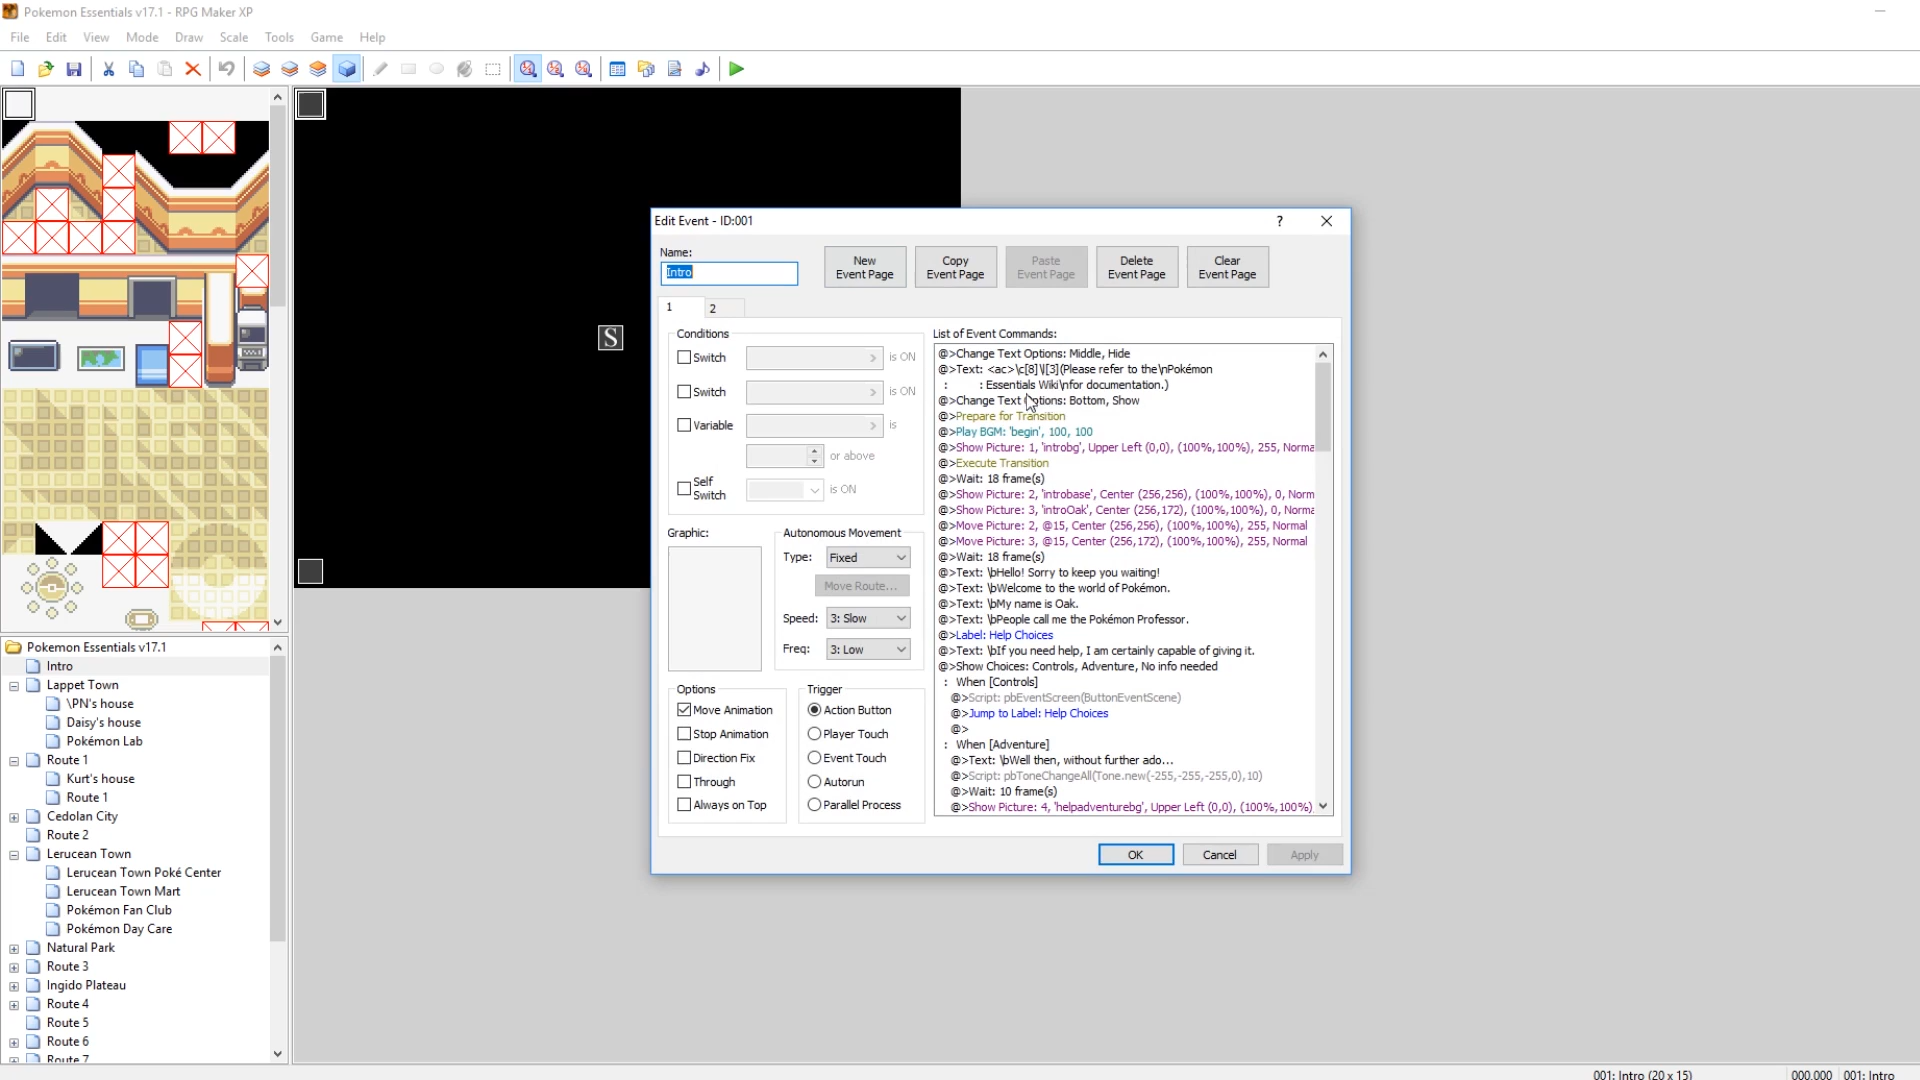 Pokemon Essentials v17.1 - RPG Maker XP
File Edit View Mode Draw Scale Tools Game Help
Edit Event - ID:001
?
Name:
Intro
New Event Page
Copy Event Page
Paste Event Page
Delete Event Page
Clear Event Page
1 2
Conditions
Switch is ON
Switch is ON
Variable is
or above
Self Switch is ON
Graphic:
Autonomous Movement
Type: Fixed
Move Route...
Speed: 3: Slow
Freq: 3: Low
Options
Move Animation
Stop Animation
Direction Fix
Through
Always on Top
Trigger
Action Button
Player Touch
Event Touch
Autorun
Parallel Process
List of Event Commands:
@>Change Text Options: Middle, Hide
@>Text: <ac>\c[8]\l[3](Please refer to the\nPokémon
: : Essentials Wiki\nfor documentation.)
@>Change Text Options: Bottom, Show
@>Prepare for Transition
@>Play BGM: 'begin', 100, 100
@>Show Picture: 1, 'introbg', Upper Left (0,0), (100%,100%), 255, Norma
@>Execute Transition
@>Wait: 18 frame(s)
@>Show Picture: 2, 'introbase', Center (256,256), (100%,100%), 0, Norm
@>Show Picture: 3, 'introOak', Center (256,172), (100%,100%), 0, Norma
@>Move Picture: 2, @15, Center (256,256), (100%,100%), 255, Normal
@>Move Picture: 3, @15, Center (256,172), (100%,100%), 255, Normal
@>Wait: 18 frame(s)
@>Text: \bHello! Sorry to keep you waiting!
@>Text: \bWelcome to the world of Pokémon.
@>Text: \bMy name is Oak.
@>Text: \bPeople call me the Pokémon Professor.
@>Label: Help Choices
@>Text: \bIf you need help, I am certainly capable of giving it.
@>Show Choices: Controls, Adventure, No info needed
: When [Controls]
@>Script: pbEventScreen(ButtonEventScene)
@>Jump to Label: Help Choices
@>
: When [Adventure]
@>Text: \bWell then, without further ado...
@>Script: pbToneChangeAll(Tone.new(-255,-255,-255,0),10)
@>Wait: 10 frame(s)
@>Show Picture: 4, 'helpadventurebg', Upper Left (0,0), (100%,100%)
OK Cancel Apply
S
Pokemon Essentials v17.1
Intro
Lappet Town
\PN's house
Daisy's house
Pokémon Lab
Route 1
Kurt's house
Route 1
Cedolan City
Route 2
Lerucean Town
Lerucean Town Poké Center
Lerucean Town Mart
Pokémon Fan Club
Pokémon Day Care
Natural Park
Route 3
Ingido Plateau
Route 4
Route 5
Route 6
Route 7
001: Intro (20 x 15) 000.000 001: Intro